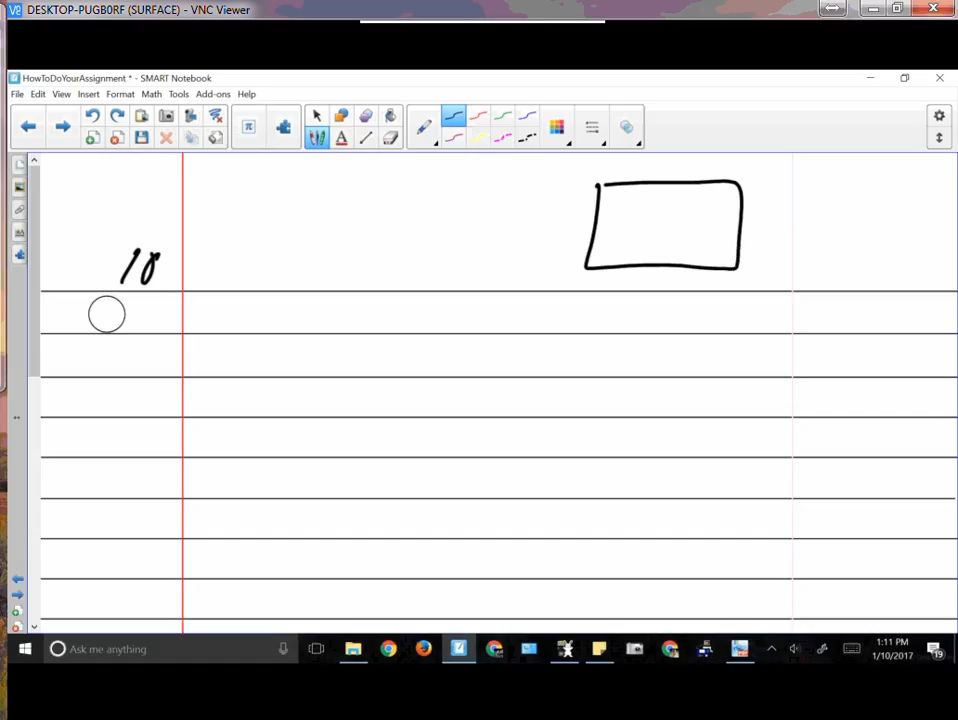 DESKTOP-PUGB0RF (SURFACE) - VNC Viewer
HowToDoYourAssignment * - SMART Notebook
File Edit View Insert Format Math Tools Add-ons Help
18
Ask me anything
1:11 PM
1/10/2017
19